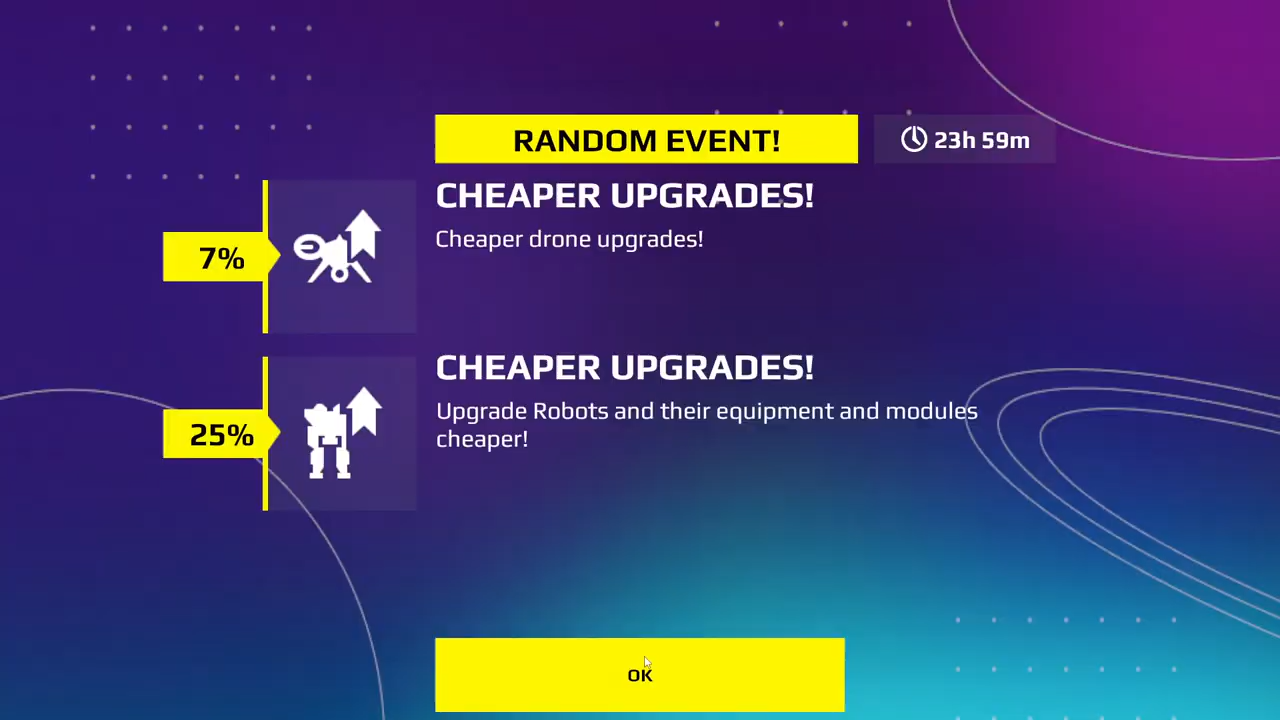 RANDOM EVENT!
23h 59m
CHEAPER UPGRADES!
Cheaper drone upgrades!
7%
CHEAPER UPGRADES!
Upgrade Robots and their equipment and modules
cheaper!
25%
OK